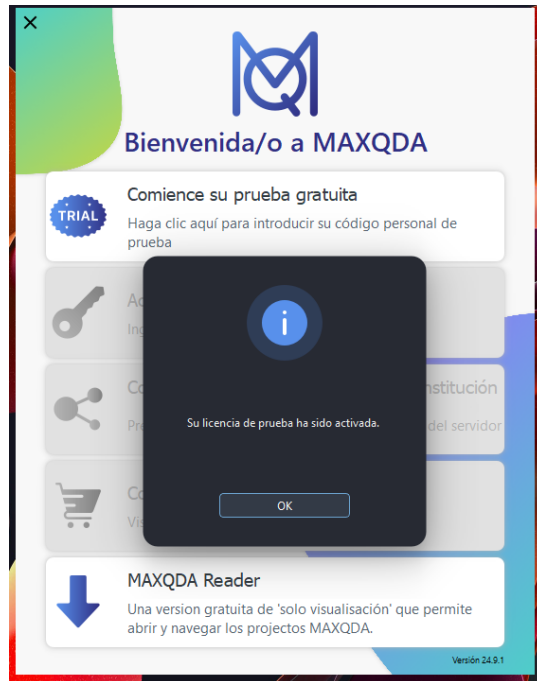 Bienvenida/o a MAXQDA
TRIAL
Comience su prueba gratuita
Haga clic aquí para introducir su código personal de
prueba
Su licencia de prueba ha sido activada.
OK
nstitución
del servidor
MAXQDA Reader
Una version gratuita de 'solo visualisación' que permite
abrir y navegar los projectos MAXQDA.
Versión 24.9.1